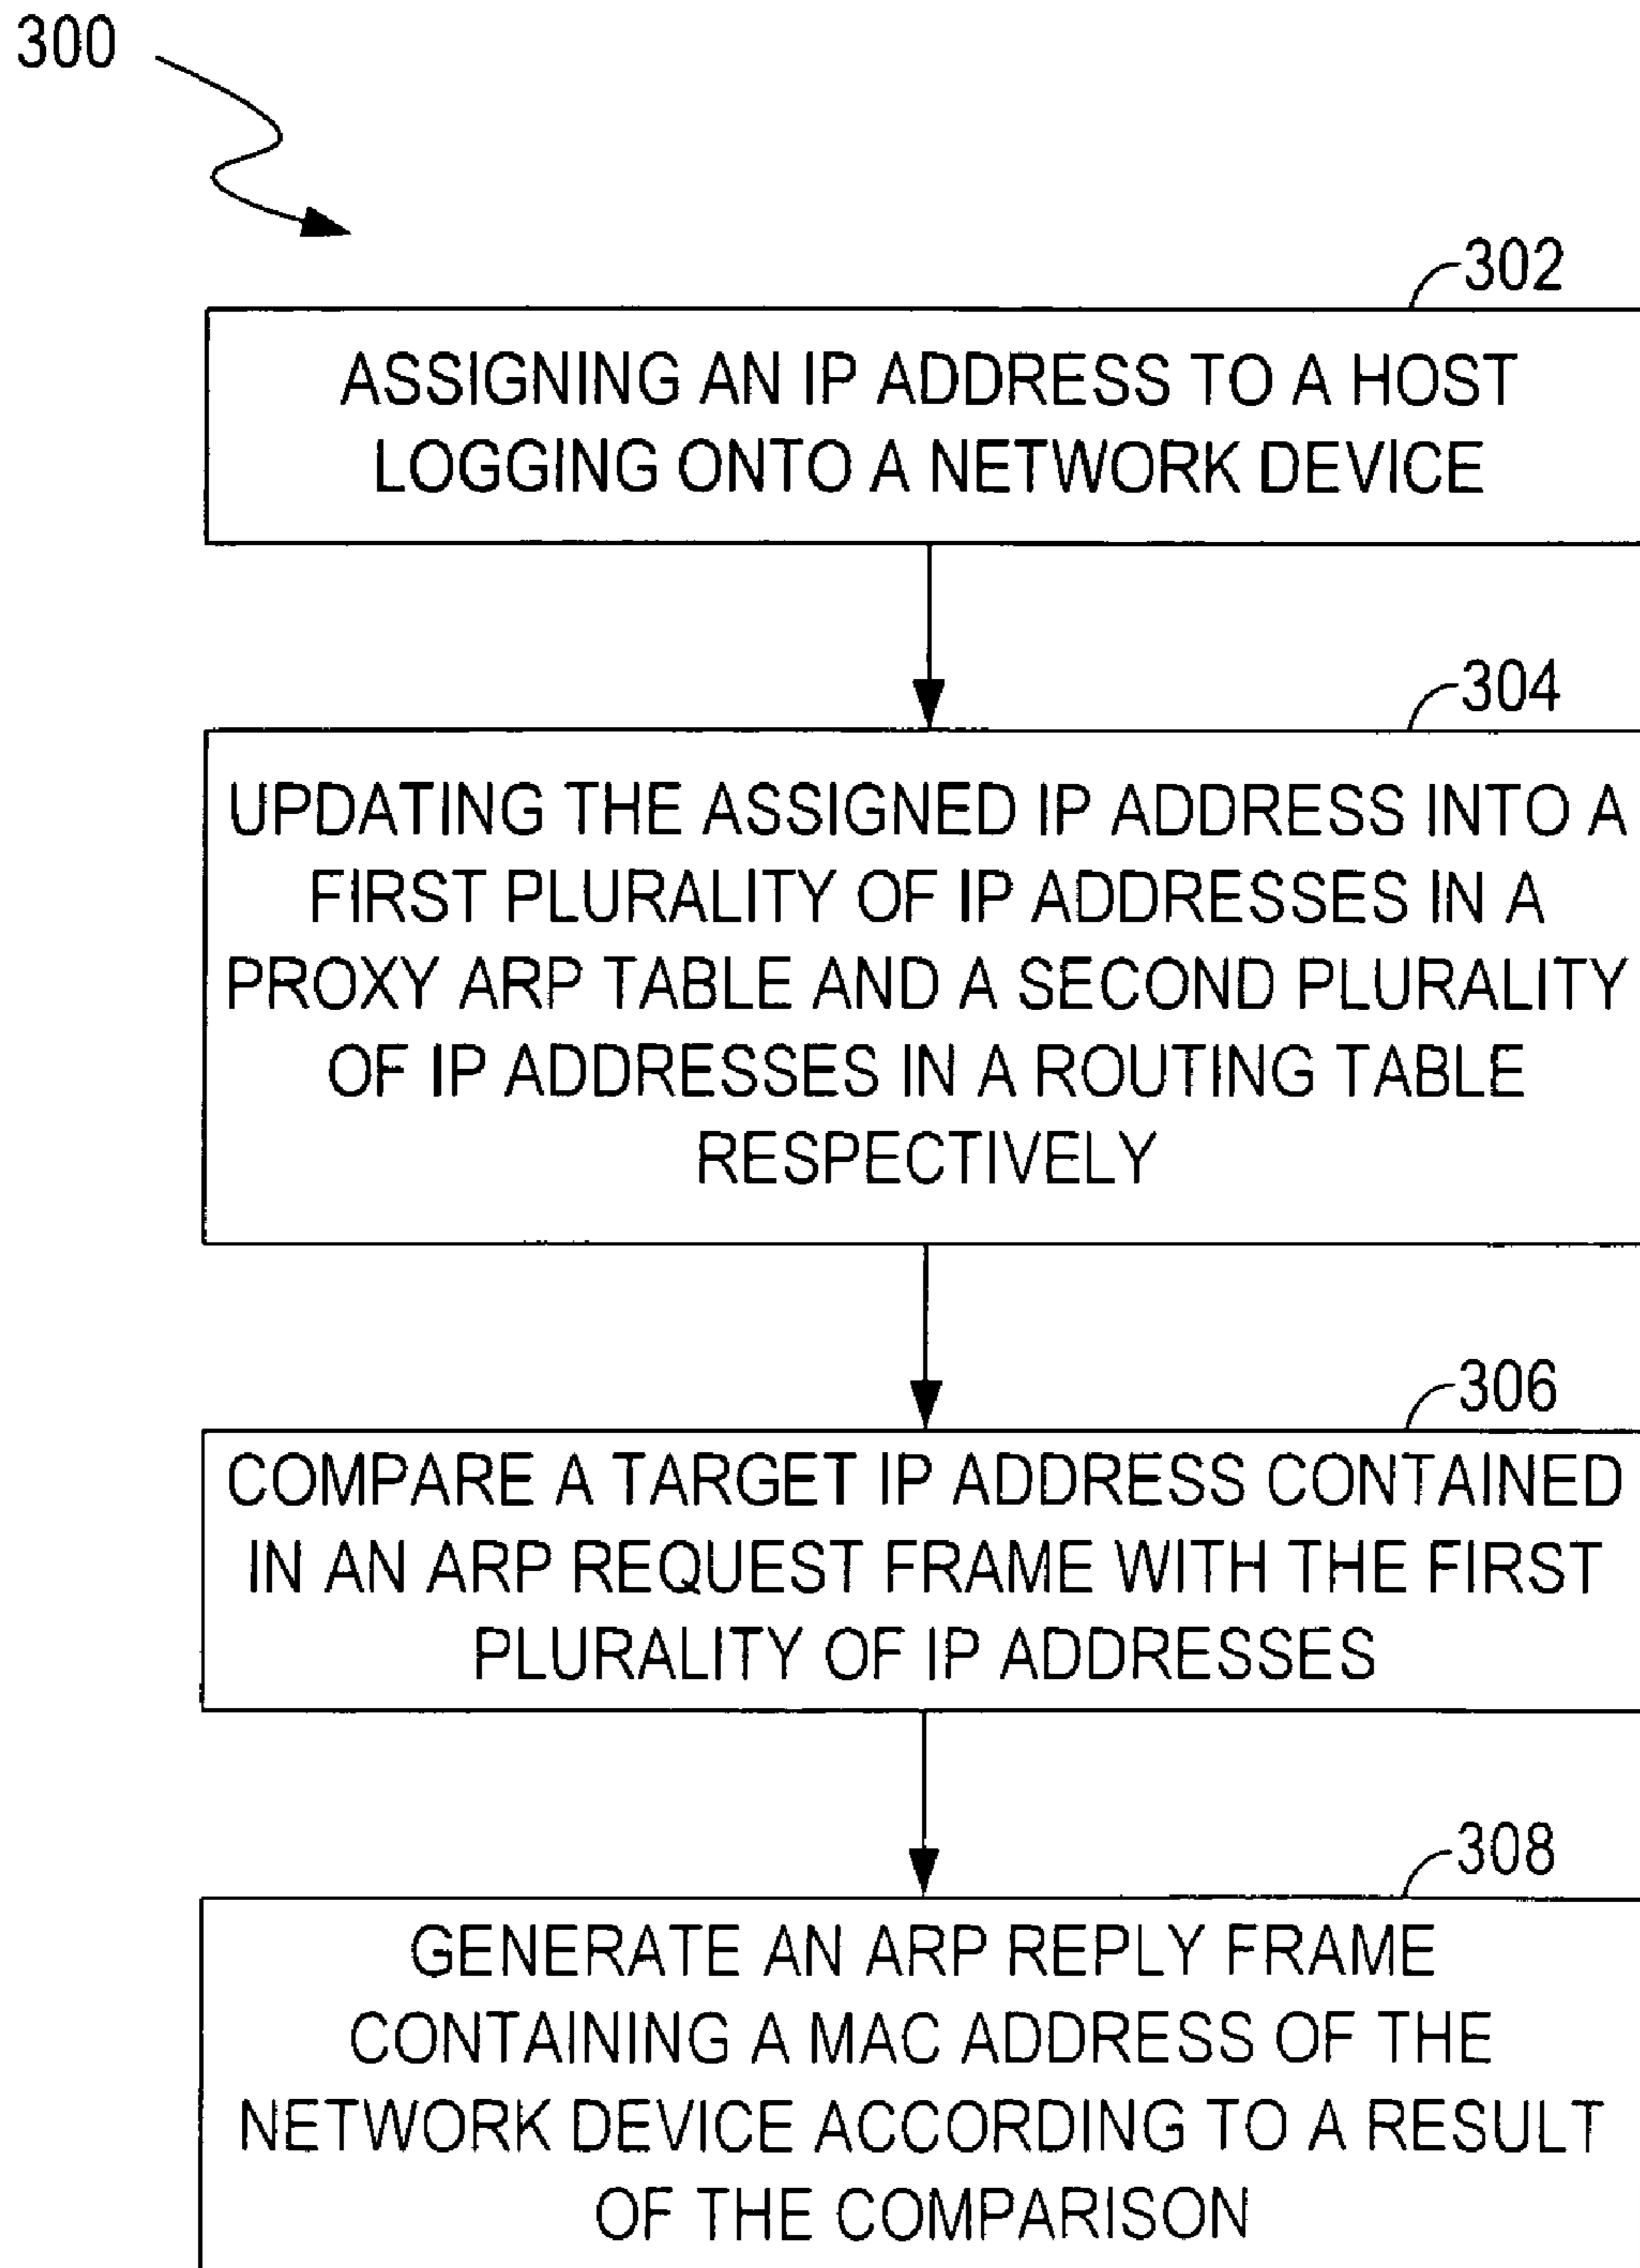 300
302
ASSIGNING AN IP ADDRESS TO A HOST
LOGGING ONTO A NETWORK DEVICE
304
UPDATING THE ASSIGNED IP ADDRESS INTO A
FIRST PLURALITY OF IP ADDRESSES IN A
PROXY ARP TABLE AND A SECOND PLURALITY
OF IP ADDRESSES IN A ROUTING TABLE
RESPECTIVELY
306
COMPARE A TARGET IP ADDRESS CONTAINED
IN AN ARP REQUEST FRAME WITH THE FIRST
PLURALITY OF IP ADDRESSES
308
GENERATE AN ARP REPLY FRAME
CONTAINING A MAC ADDRESS OF THE
NETWORK DEVICE ACCORDING TO A RESULT
OF THE COMPARISON